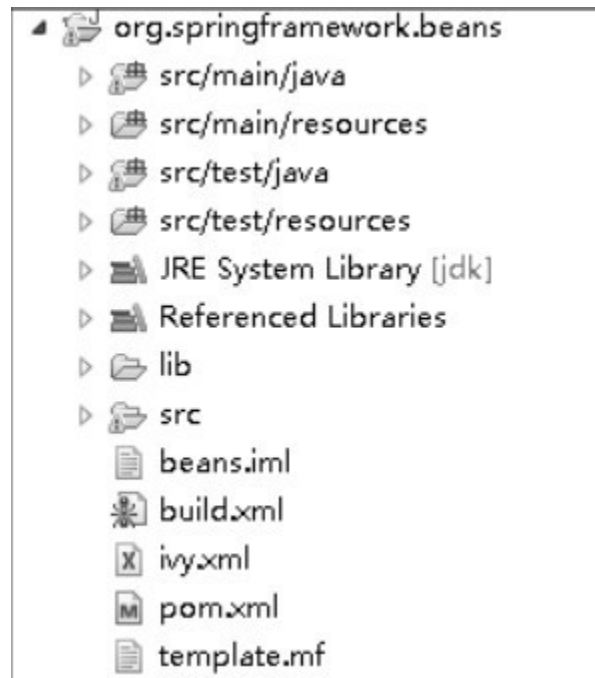 org.springframework.beans
src/main/java
src/main/resources
src/test/java
src/test/resources
JRE System Library [jdk]
Referenced Libraries
lib
src
beans.iml
build.xml
ivy.xml
pom.xml
template.mf